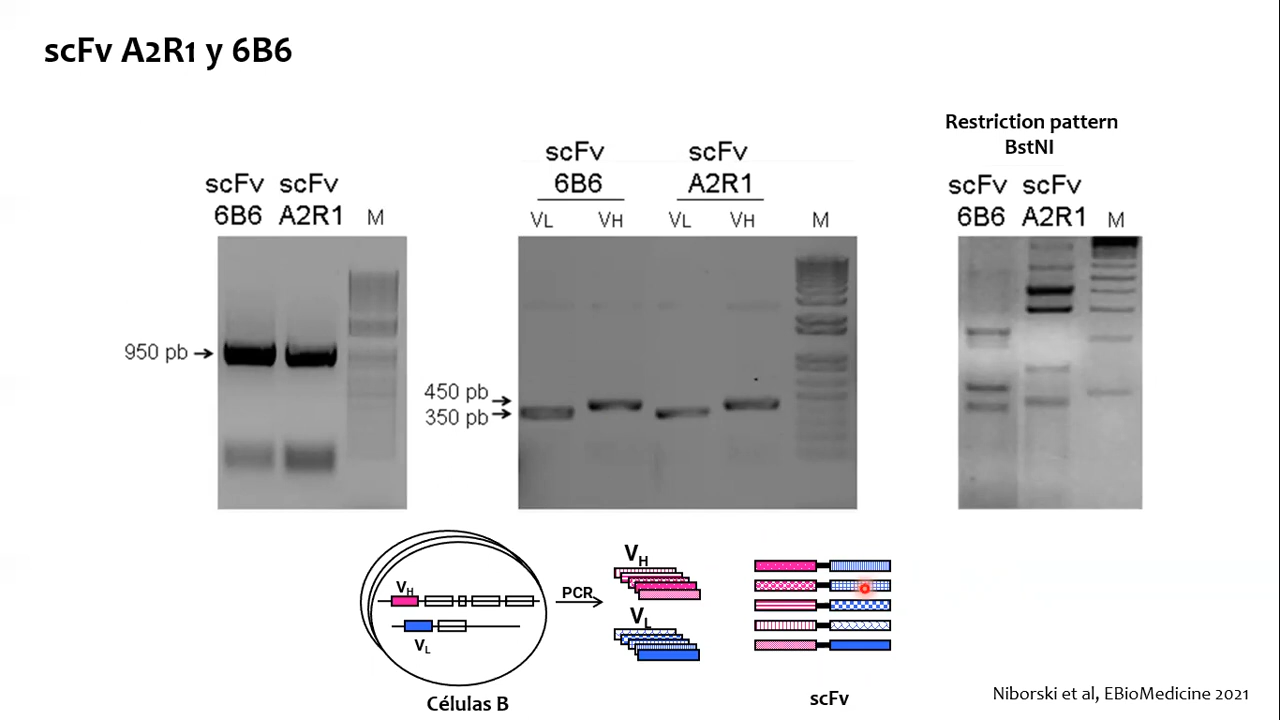 scFv A2R1 y 6B6
Restriction pattern
BstNI
scFv scFv
6B6 A2R1 M
scFv scFv
6B6 A2R1
VL VH VL VH M
scFv scFv
6B6 A2R1 M
950 pb
450 pb
350 pb
VH
VL
PCR
VH
VL
Células B
scFv
Niborski et al, EBioMedicine 2021